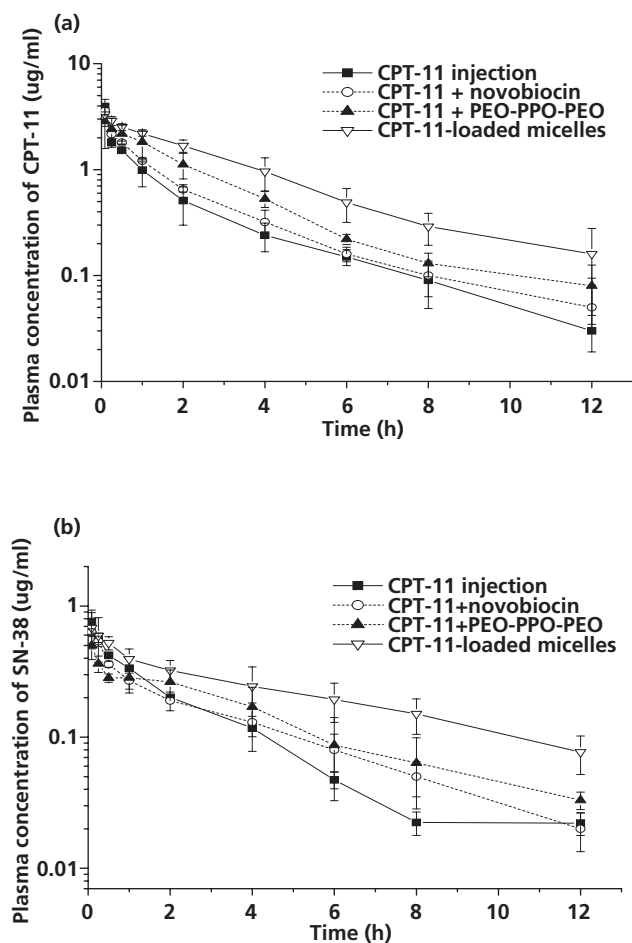 (a)
Plasma concentration of CPT-11 (ug/ml)
10
1
0.1
0.01
CPT-11 injection
CPT-11 + novobiocin
CPT-11 + PEO-PPO-PEO
CPT-11-loaded micelles
0 2 4 6 8 10 12
Time (h)
(b)
Plasma concentration of SN-38 (ug/ml)
1
0.1
0.01
CPT-11 injection
CPT-11+novobiocin
CPT-11+PEO-PPO-PEO
CPT-11-loaded micelles
0 2 4 6 8 10 12
Time (h)